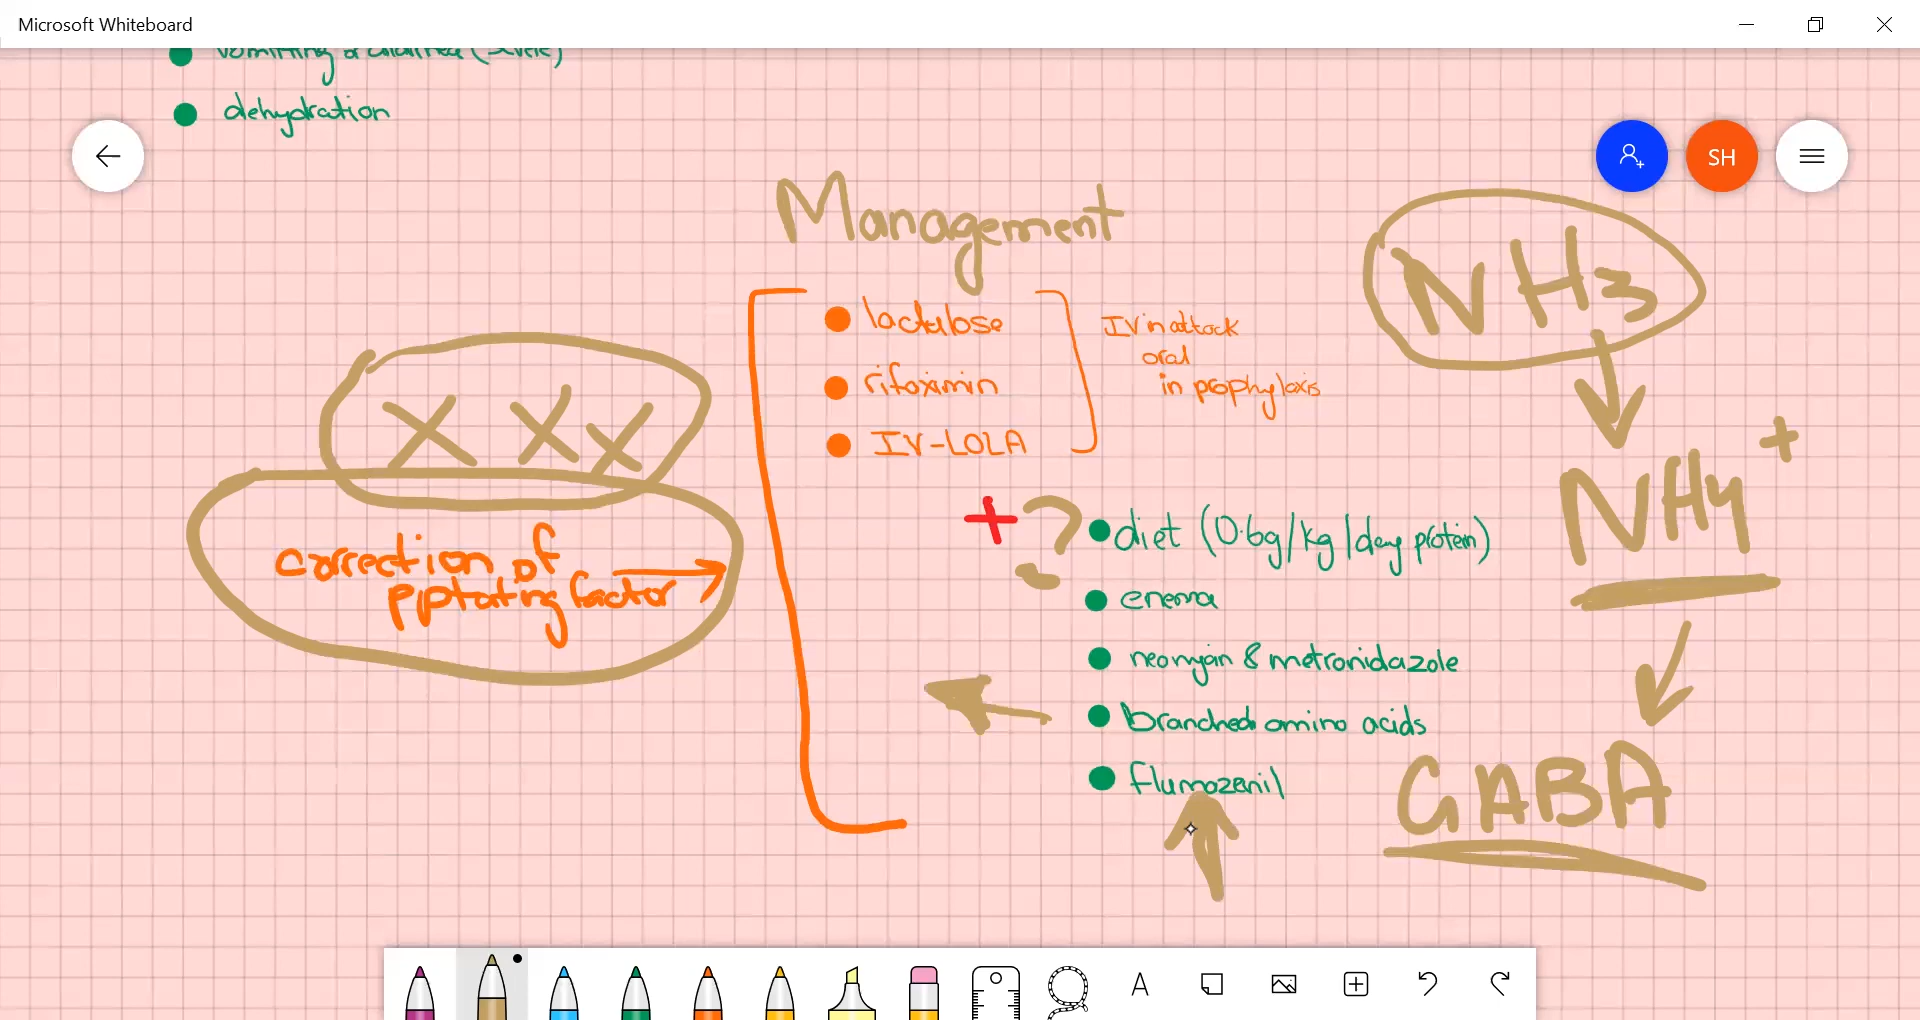 Microsoft Whiteboard
dehydration
SH
Management
NH3
lactulose
rifaximin
IV-LOLA
IV in attack
oral
in prophylaxis
X X X
NH4+
correction of
pptating factor →
+ ?
diet (0.6g/kg/day protein)
enema
neomycin & metronidazole
branched amino acids
flumazenil
GABA
A